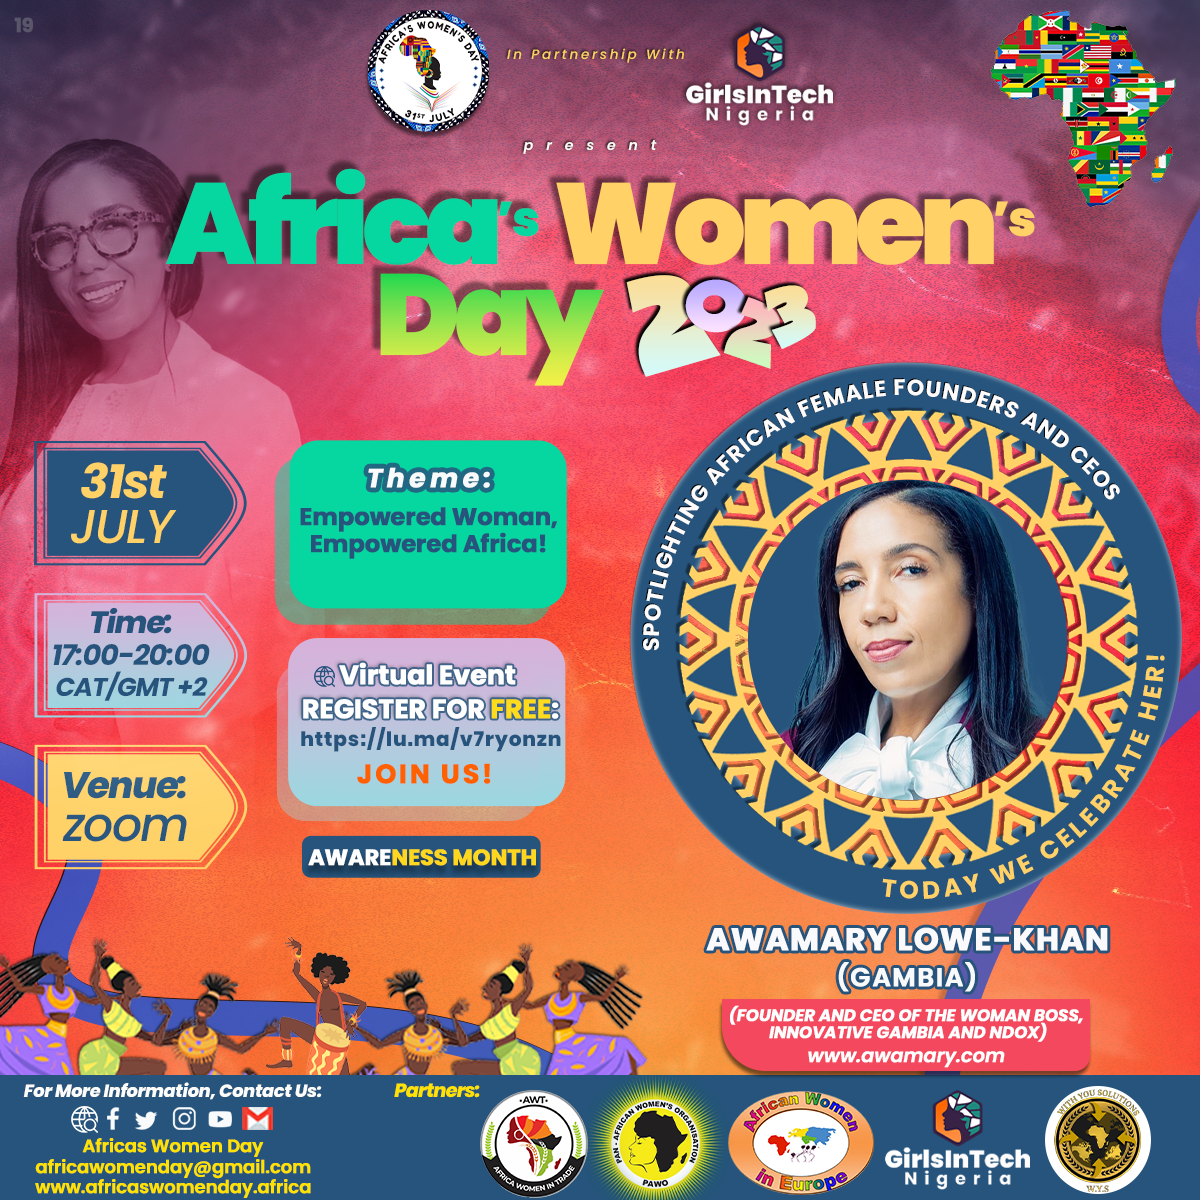 19
AFRICA'S WOMEN'S DAY
31ST JULY
In Partnership With
GirlsInTech
Nigeria
present
Africa's Women's
Day 2023
31st
JULY
Time:
17:00-20:00
CAT/GMT +2
Venue:
zoom
Theme:
Empowered Woman,
Empowered Africa!
Virtual Event
REGISTER FOR FREE:
https://lu.ma/v7ryonzn
JOIN US!
AWARENESS MONTH
SPOTLIGHTING AFRICAN FEMALE FOUNDERS AND CEOS
TODAY WE CELEBRATE HER!
AWAMARY LOWE-KHAN
(GAMBIA)
(FOUNDER AND CEO OF THE WOMAN BOSS,
INNOVATIVE GAMBIA AND NDOX)
www.awamary.com
For More Information, Contact Us:
Africas Women Day
africawomenday@gmail.com
www.africaswomenday.africa
Partners:
·AWT·
AFRICA WOMEN IN TRADE
PAN - AFRICAN WOMEN'S ORGANISATION
PAWO
African Women
in Europe
GirlsInTech
Nigeria
WITH YOU SOLUTIONS
W.Y.S